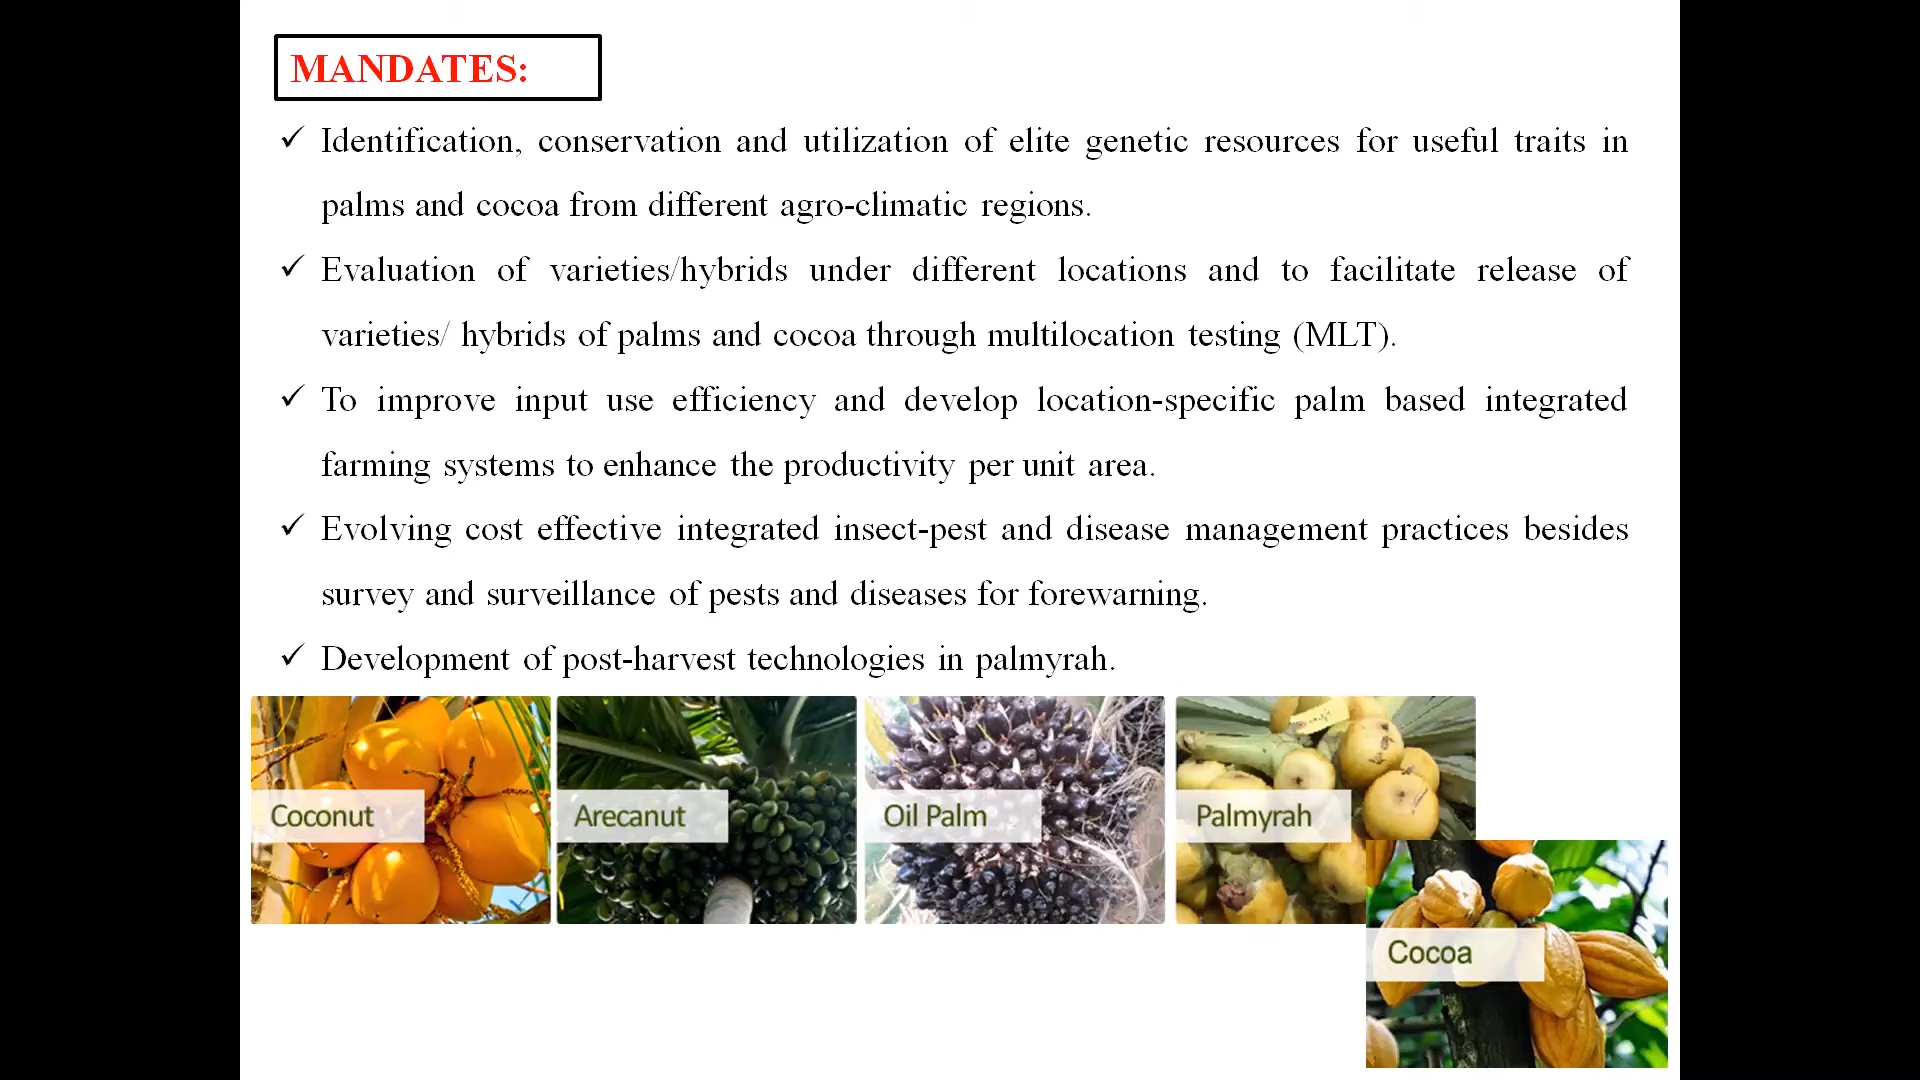 MANDATES:
✓ Identification, conservation and utilization of elite genetic resources for useful traits in
palms and cocoa from different agro-climatic regions.
✓ Evaluation of varieties/hybrids under different locations and to facilitate release of
varieties/ hybrids of palms and cocoa through multilocation testing (MLT).
✓ To improve input use efficiency and develop location-specific palm based integrated
farming systems to enhance the productivity per unit area.
✓ Evolving cost effective integrated insect-pest and disease management practices besides
survey and surveillance of pests and diseases for forewarning.
✓ Development of post-harvest technologies in palmyrah.
Coconut
Arecanut
Oil Palm
Palmyrah
Cocoa